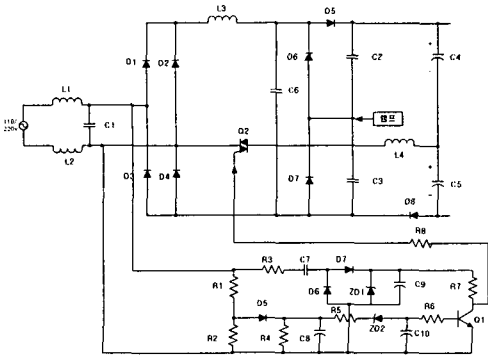 L3
D5
D1
D2
D6
C2
C4
C6
L1
램프
110/
220v
C1
Q2
L4
L2
D3
D4
D7
C3
C5
D8
R8
R3
C7
D7
R1
D6
ZD1
C9
R7
D5
R5
R6
Q1
R2
R4
C8
ZD2
C10